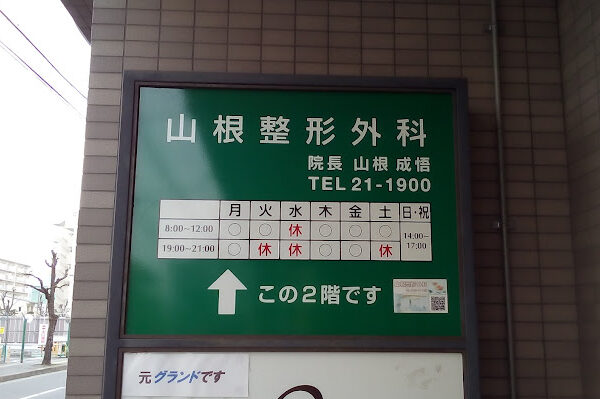 山根整形外科
院長 山根 成悟
TEL 21-1900
月 火 水 木 金 土 日・祝
8:00~12:00 ○ ○ 休 ○ ○ ○ 14:00~17:00
19:00~21:00 ○ 休 休 ○ ○ 休
この2階です
元グランドです